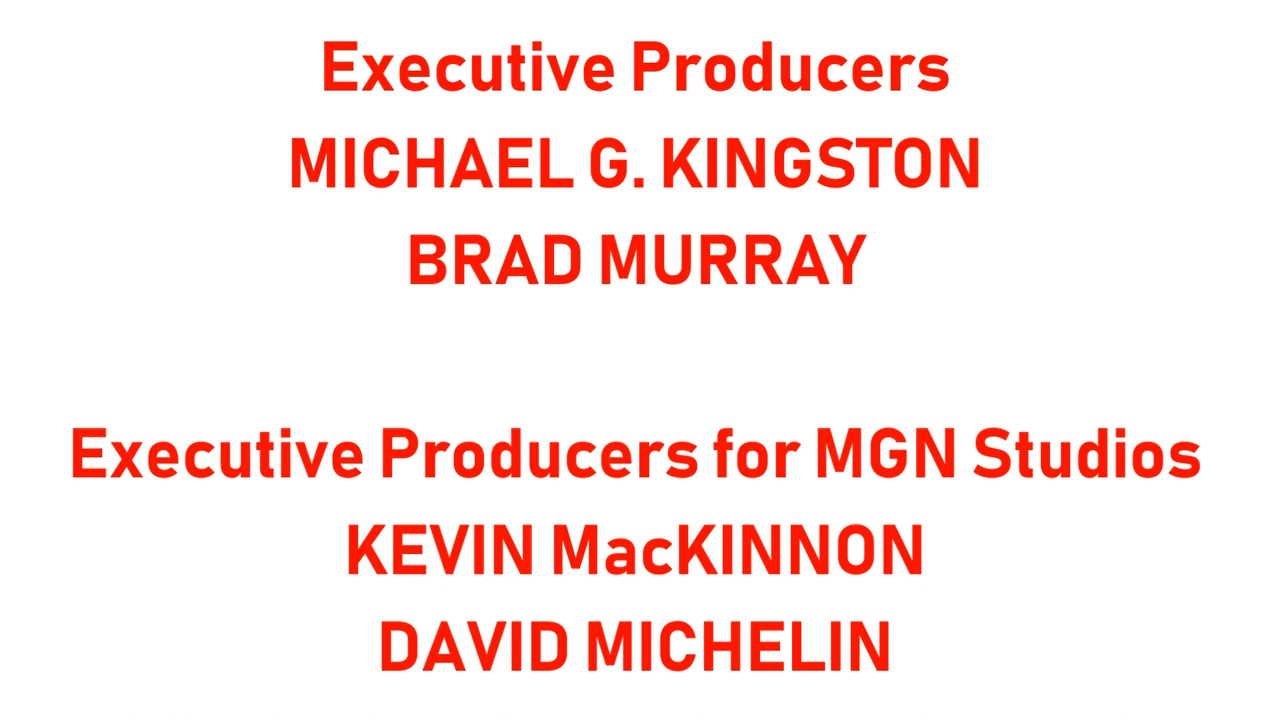 Executive Producers
MICHAEL G. KINGSTON
BRAD MURRAY
Executive Producers for MGN Studios
KEVIN MacKINNON
DAVID MICHELIN